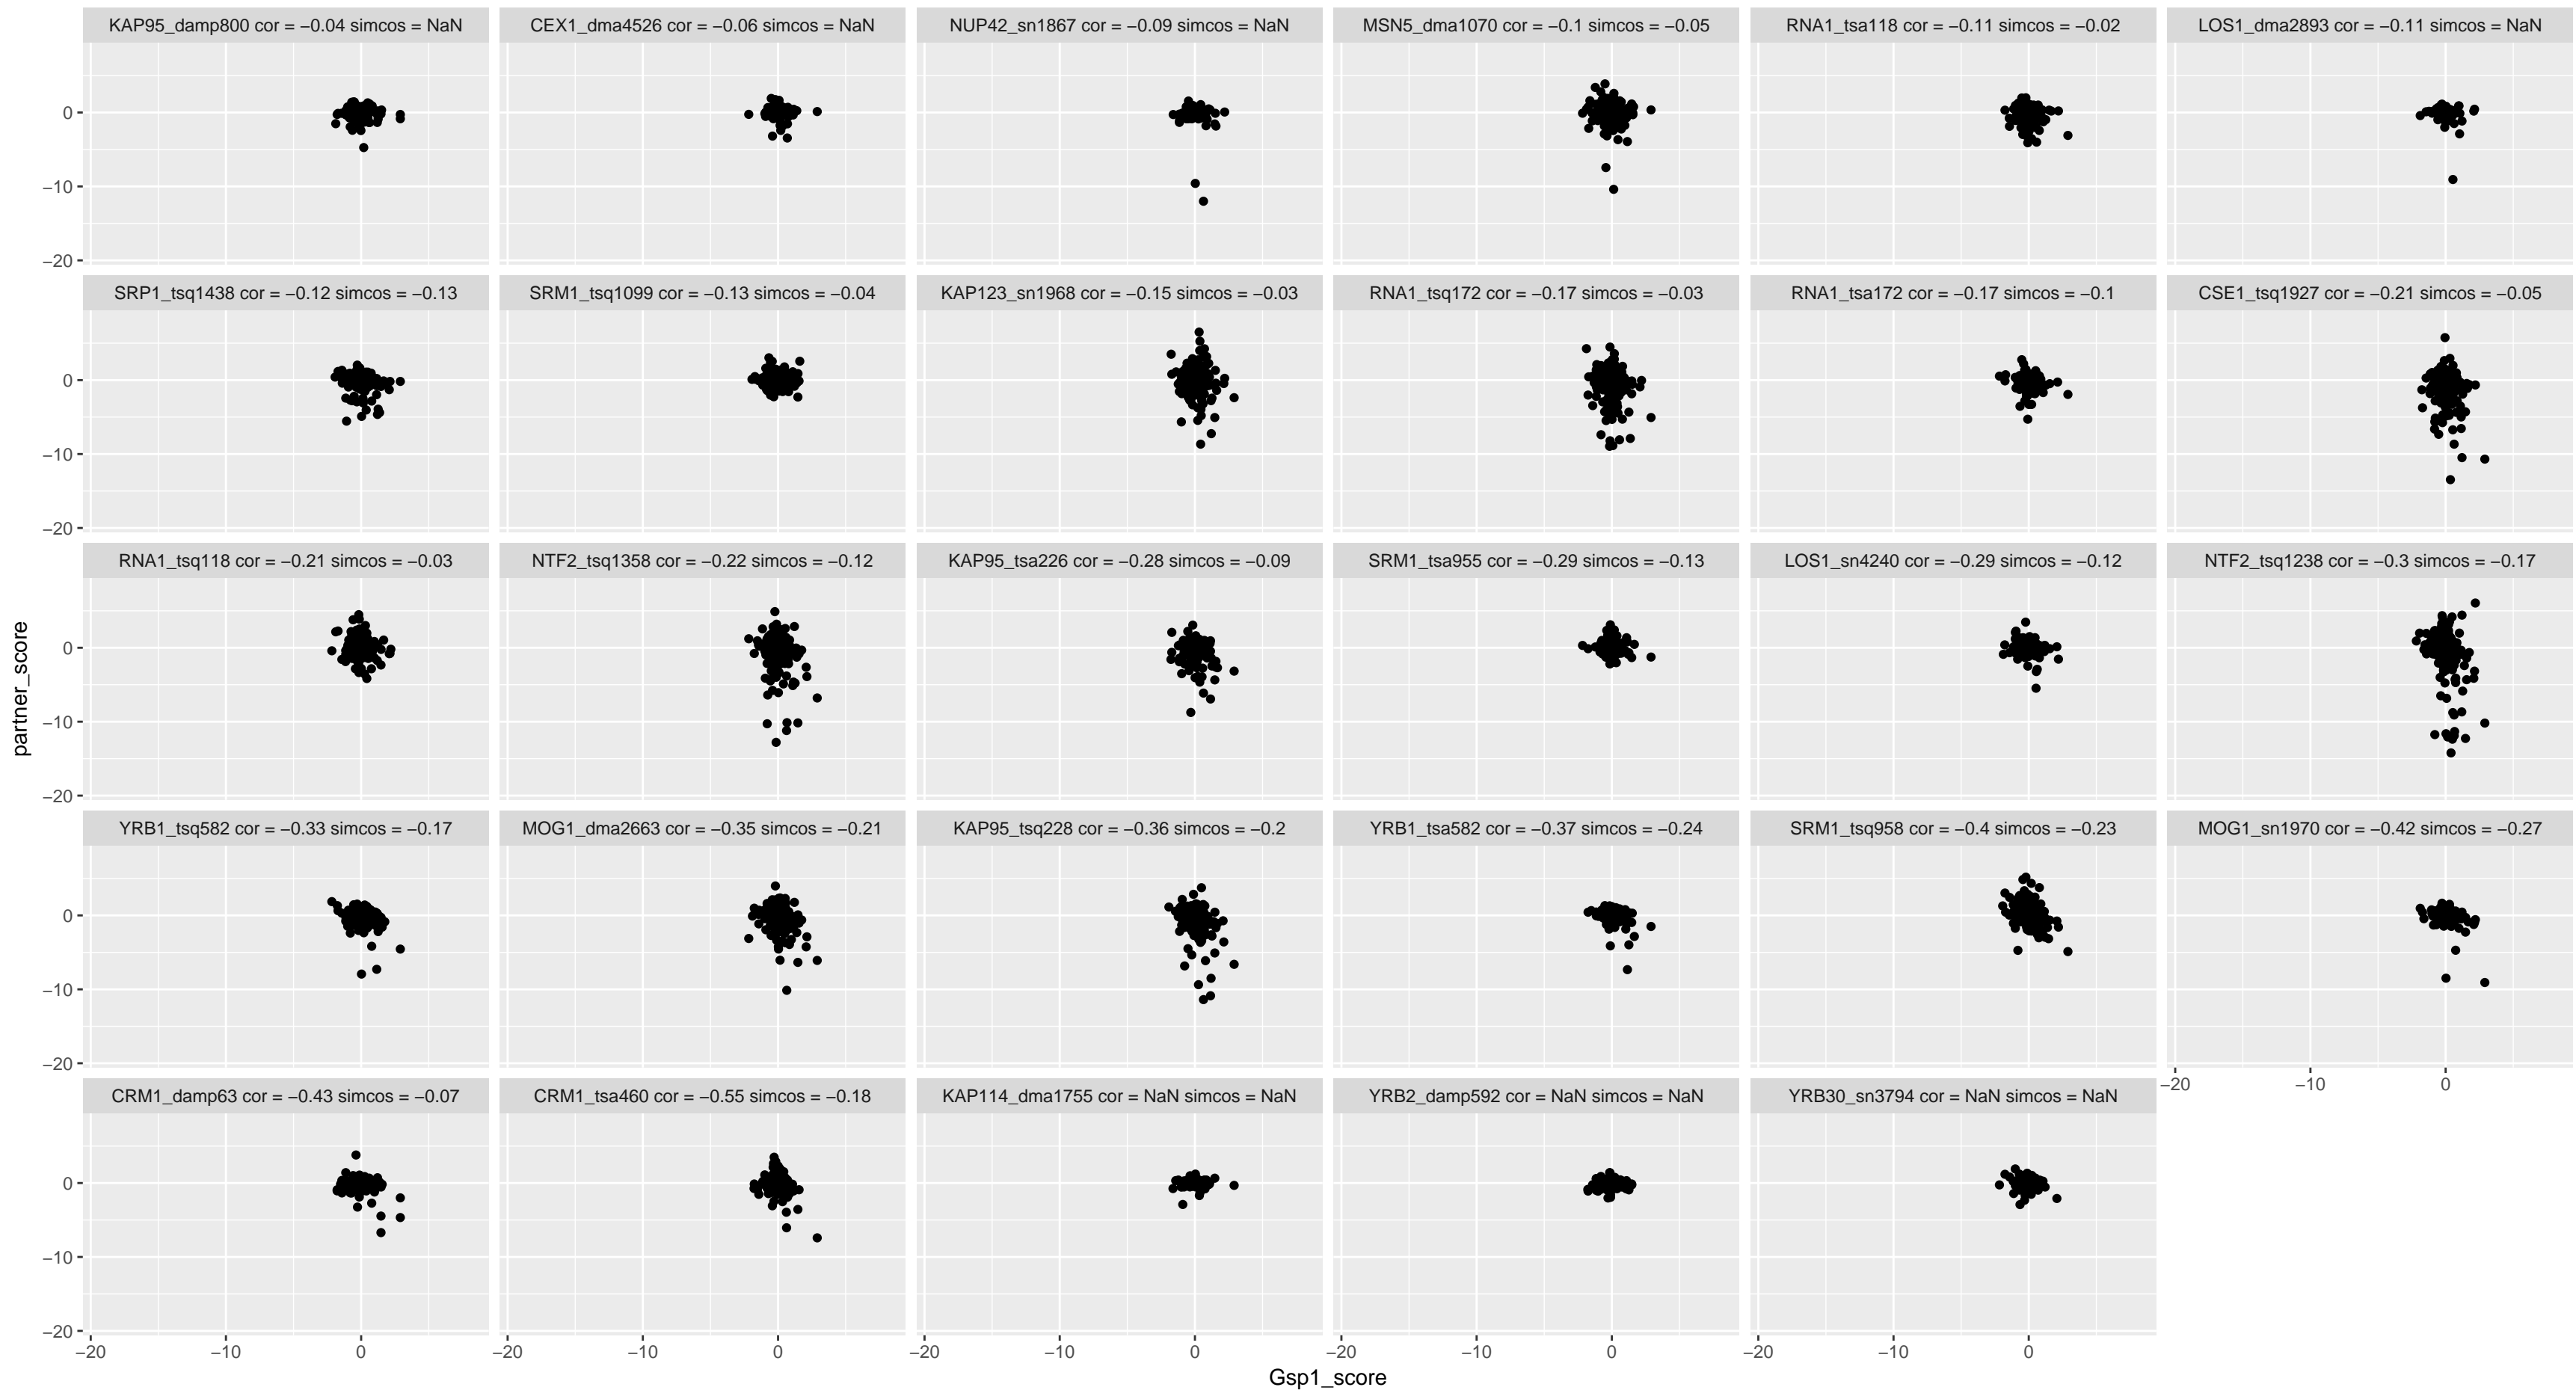 KAP95_damp800 cor = −0.04 simcos = NaN
CEX1_dma4526 cor = −0.06 simcos = NaN
NUP42_sn1867 cor = −0.09 simcos = NaN
MSN5_dma1070 cor = −0.1 simcos = −0.05
RNA1_tsa118 cor = −0.11 simcos = −0.02
LOS1_dma2893 cor = −0.11 simcos = NaN
0
−10
−20
SRP1_tsq1438 cor = −0.12 simcos = −0.13
SRM1_tsq1099 cor = −0.13 simcos = −0.04
KAP123_sn1968 cor = −0.15 simcos = −0.03
RNA1_tsq172 cor = −0.17 simcos = −0.03
RNA1_tsa172 cor = −0.17 simcos = −0.1
CSE1_tsq1927 cor = −0.21 simcos = −0.05
0
−10
−20
RNA1_tsq118 cor = −0.21 simcos = −0.03
NTF2_tsq1358 cor = −0.22 simcos = −0.12
KAP95_tsa226 cor = −0.28 simcos = −0.09
SRM1_tsa955 cor = −0.29 simcos = −0.13
LOS1_sn4240 cor = −0.29 simcos = −0.12
NTF2_tsq1238 cor = −0.3 simcos = −0.17
partner_score
0
−10
−20
YRB1_tsq582 cor = −0.33 simcos = −0.17
MOG1_dma2663 cor = −0.35 simcos = −0.21
KAP95_tsq228 cor = −0.36 simcos = −0.2
YRB1_tsa582 cor = −0.37 simcos = −0.24
SRM1_tsq958 cor = −0.4 simcos = −0.23
MOG1_sn1970 cor = −0.42 simcos = −0.27
0
−10
−20
−20 −10 0
CRM1_damp63 cor = −0.43 simcos = −0.07
CRM1_tsa460 cor = −0.55 simcos = −0.18
KAP114_dma1755 cor = NaN simcos = NaN
YRB2_damp592 cor = NaN simcos = NaN
YRB30_sn3794 cor = NaN simcos = NaN
0
−10
−20
−20 −10 0 −20 −10 0 −20 −10 0 −20 −10 0 −20 −10 0
Gsp1_score